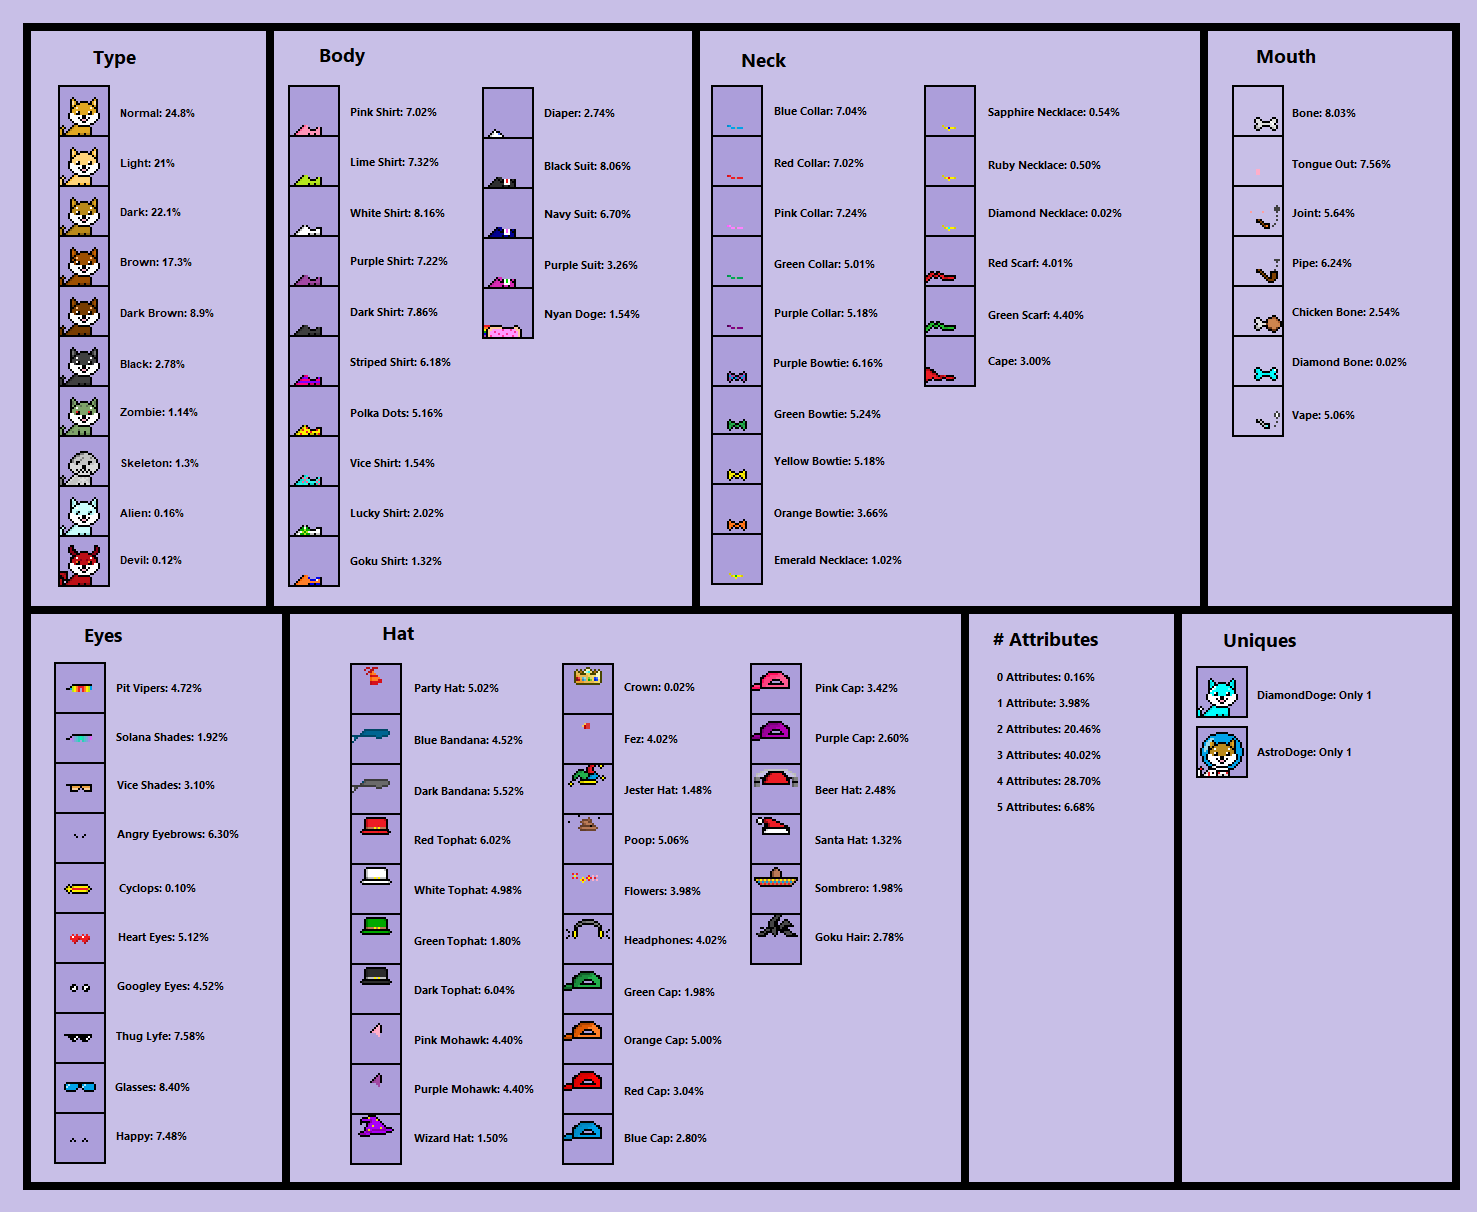 Type
Normal: 24.8%
Light: 21%
Dark: 22.1%
Brown: 17.3%
Dark Brown: 8.9%
Black: 2.78%
Zombie: 1.14%
Skeleton: 1.3%
Alien: 0.16%
Devil: 0.12%
Body
Pink Shirt: 7.02%
Lime Shirt: 7.32%
White Shirt: 8.16%
Purple Shirt: 7.22%
Dark Shirt: 7.86%
Striped Shirt: 6.18%
Polka Dots: 5.16%
Vice Shirt: 1.54%
Lucky Shirt: 2.02%
Goku Shirt: 1.32%
Diaper: 2.74%
Black Suit: 8.06%
Navy Suit: 6.70%
Purple Suit: 3.26%
Nyan Doge: 1.54%
Neck
Blue Collar: 7.04%
Red Collar: 7.02%
Pink Collar: 7.24%
Green Collar: 5.01%
Purple Collar: 5.18%
Purple Bowtie: 6.16%
Green Bowtie: 5.24%
Yellow Bowtie: 5.18%
Orange Bowtie: 3.66%
Emerald Necklace: 1.02%
Sapphire Necklace: 0.54%
Ruby Necklace: 0.50%
Diamond Necklace: 0.02%
Red Scarf: 4.01%
Green Scarf: 4.40%
Cape: 3.00%
Mouth
Bone: 8.03%
Tongue Out: 7.56%
Joint: 5.64%
Pipe: 6.24%
Chicken Bone: 2.54%
Diamond Bone: 0.02%
Vape: 5.06%
Eyes
Pit Vipers: 4.72%
Solana Shades: 1.92%
Vice Shades: 3.10%
Angry Eyebrows: 6.30%
Cyclops: 0.10%
Heart Eyes: 5.12%
Googley Eyes: 4.52%
Thug Lyfe: 7.58%
Glasses: 8.40%
Happy: 7.48%
Hat
Party Hat: 5.02%
Blue Bandana: 4.52%
Dark Bandana: 5.52%
Red Tophat: 6.02%
White Tophat: 4.98%
Green Tophat: 1.80%
Dark Tophat: 6.04%
Pink Mohawk: 4.40%
Purple Mohawk: 4.40%
Wizard Hat: 1.50%
Crown: 0.02%
Fez: 4.02%
Jester Hat: 1.48%
Poop: 5.06%
Flowers: 3.98%
Headphones: 4.02%
Green Cap: 1.98%
Orange Cap: 5.00%
Red Cap: 3.04%
Blue Cap: 2.80%
Pink Cap: 3.42%
Purple Cap: 2.60%
Beer Hat: 2.48%
Santa Hat: 1.32%
Sombrero: 1.98%
Goku Hair: 2.78%
# Attributes
0 Attributes: 0.16%
1 Attribute: 3.98%
2 Attributes: 20.46%
3 Attributes: 40.02%
4 Attributes: 28.70%
5 Attributes: 6.68%
Uniques
DiamondDoge: Only 1
AstroDoge: Only 1